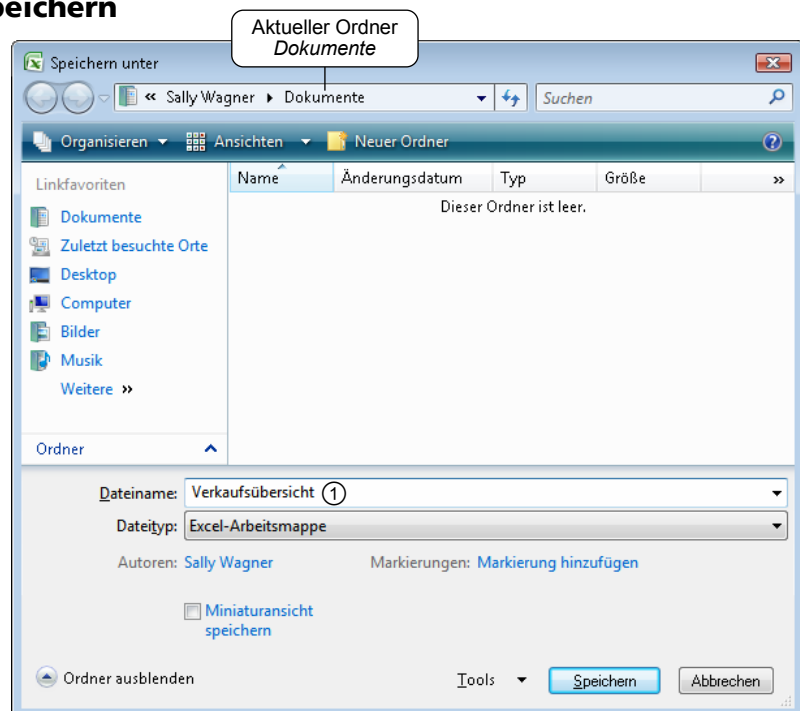 peichern
Aktueller Ordner
Dokumente
Speichern unter
« Sally Wagner Dokumente Suchen
Organisieren Ansichten Neuer Ordner ?
Linkfavoriten
Name Änderungsdatum Typ Größe »
Dieser Ordner ist leer.
Dokumente
Zuletzt besuchte Orte
Desktop
Computer
Bilder
Musik
Weitere »
Ordner
Dateiname: Verkaufsübersicht ①
Dateityp: Excel-Arbeitsmappe
Autoren: Sally Wagner Markierungen: Markierung hinzufügen
Miniaturansicht
speichern
Ordner ausblenden Tools Speichern Abbrechen